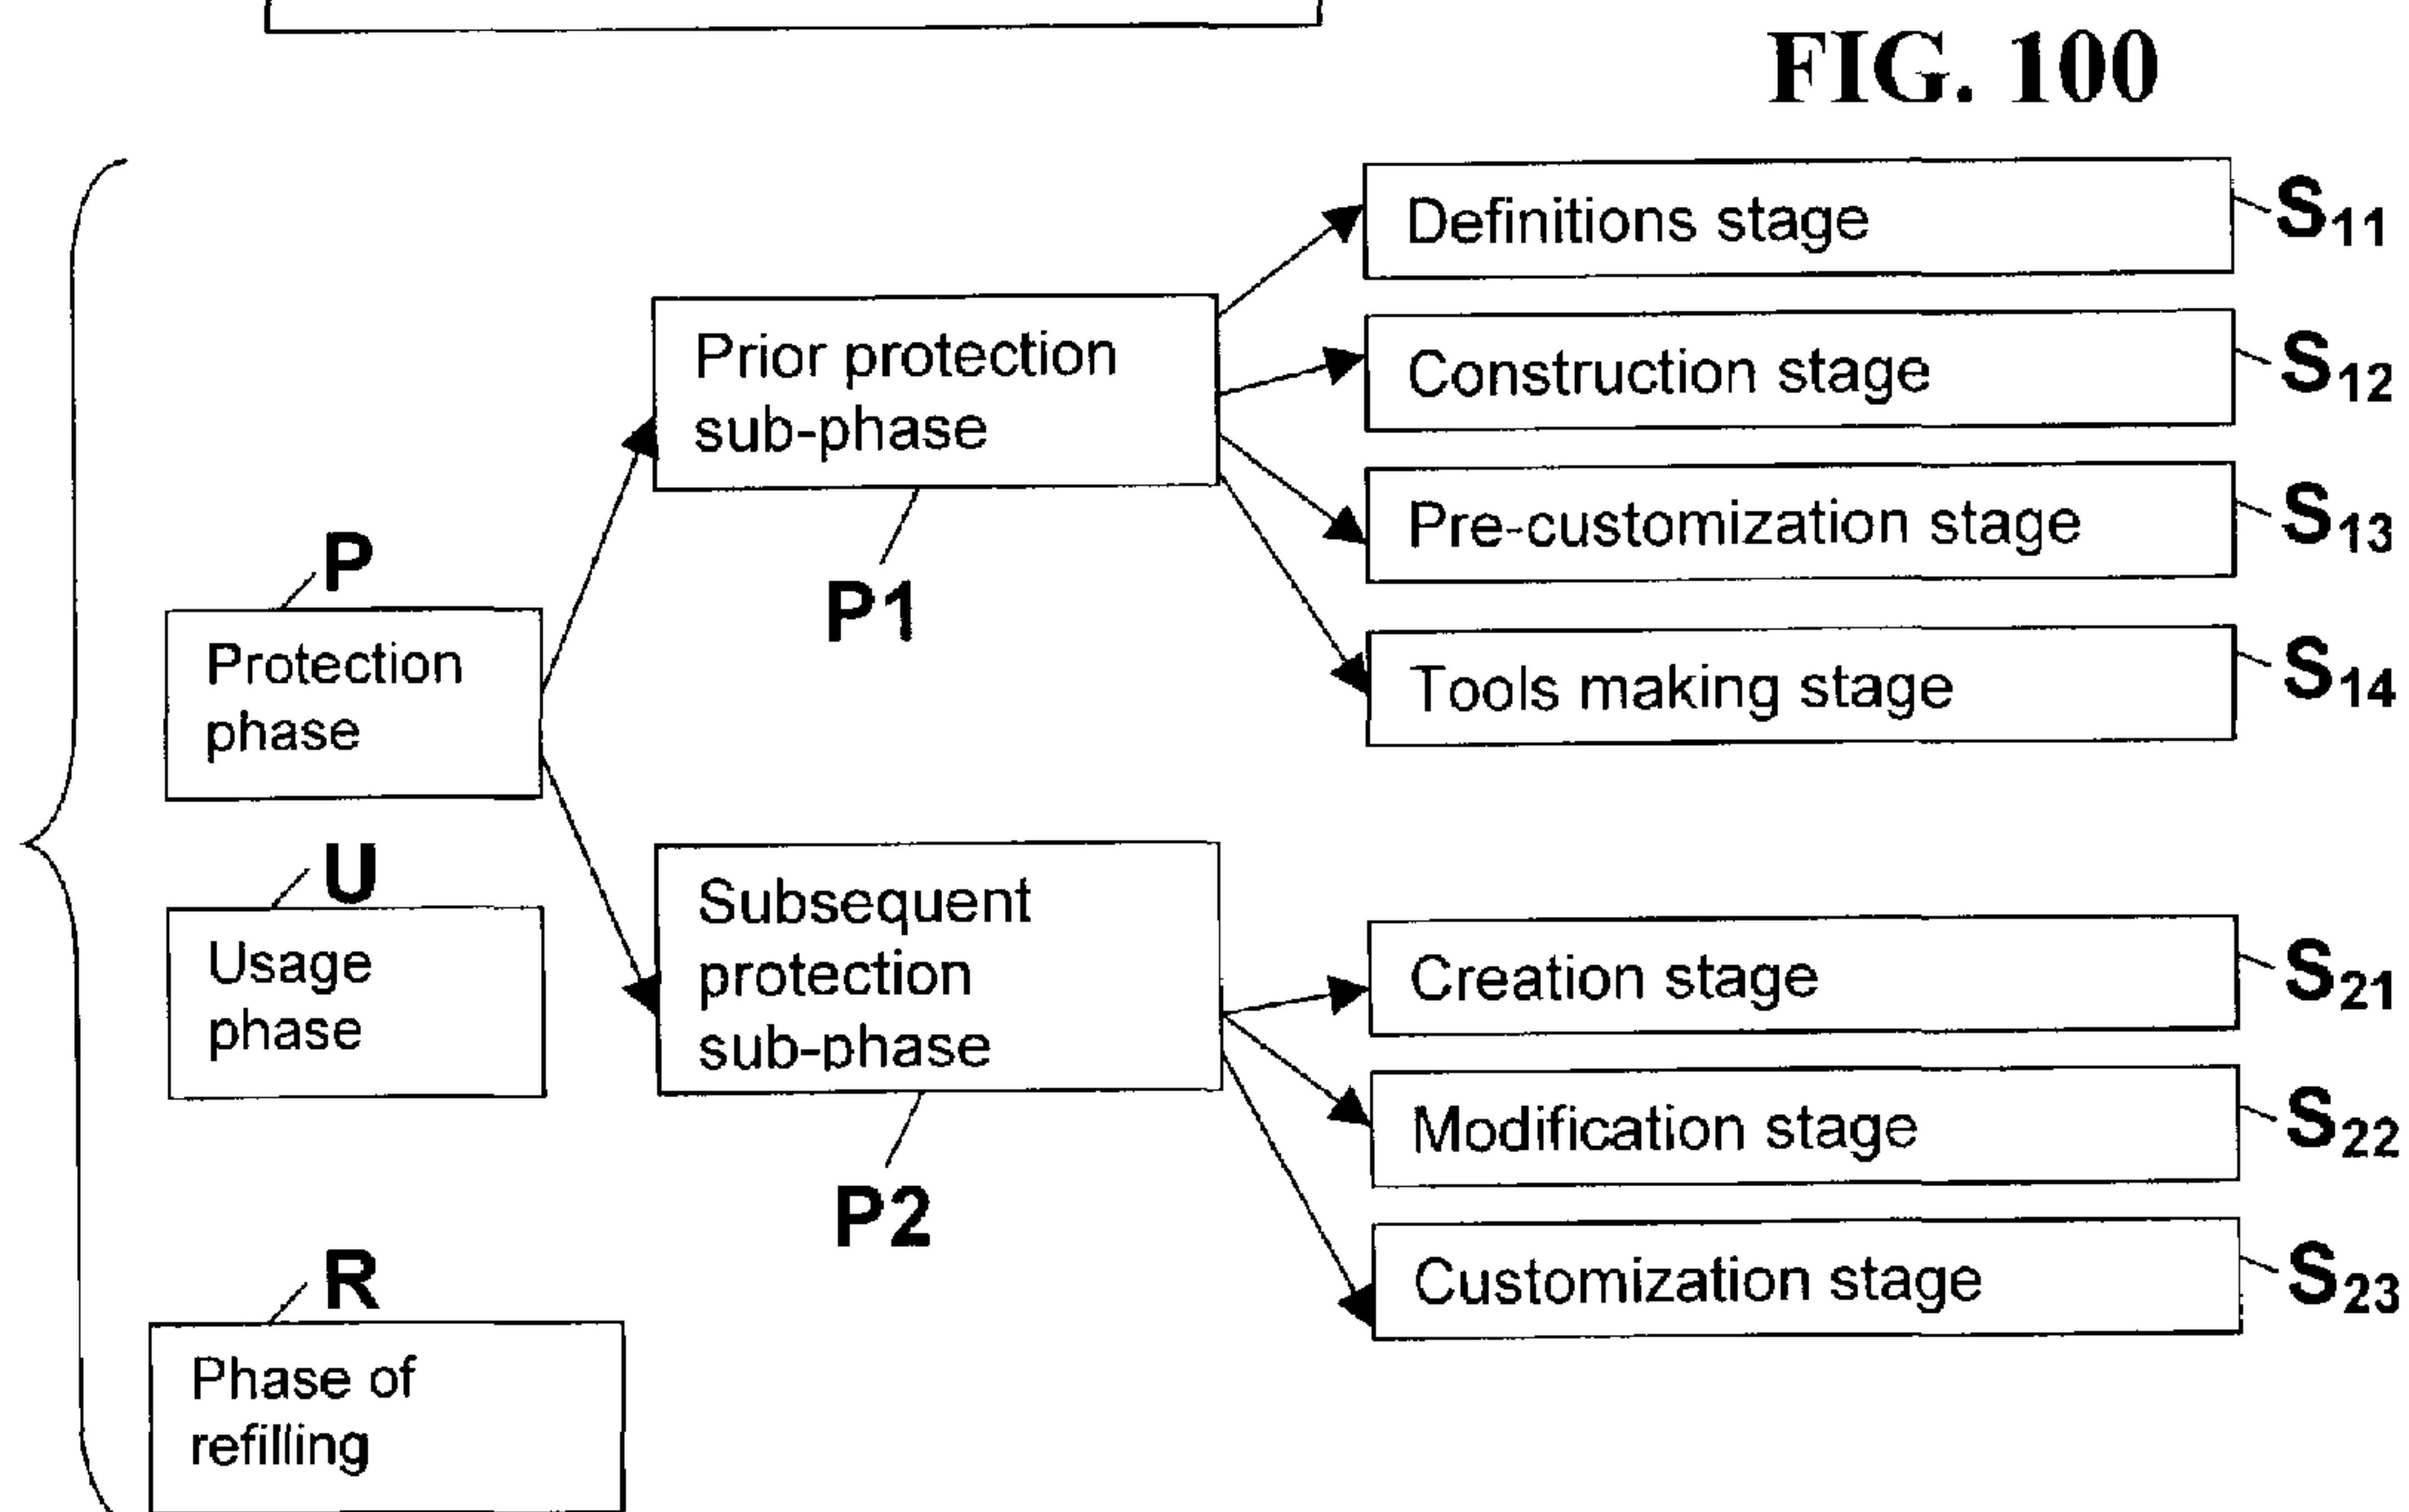 FIG. 100
Definitions stage
S11
Construction stage
S12
Prior protection
sub-phase
Pre-customization stage
S13
P1
Tools making stage
S14
P
Protection
phase
U
Usage
phase
Subsequent
protection
sub-phase
P2
Creation stage
S21
Modification stage
S22
Customization stage
S23
R
Phase of
refilling